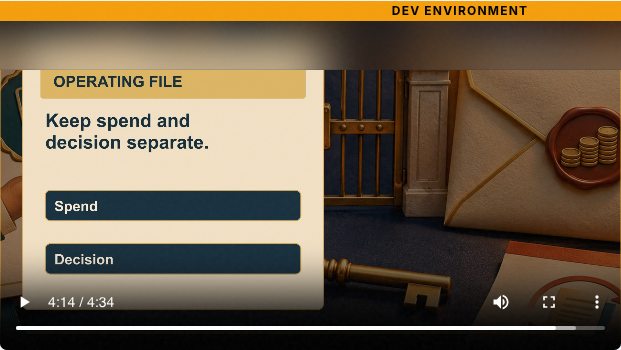 DEV ENVIRONMENT
OPERATING FILE
Keep spend and
decision separate.
Spend
Decision
4:14 / 4:34